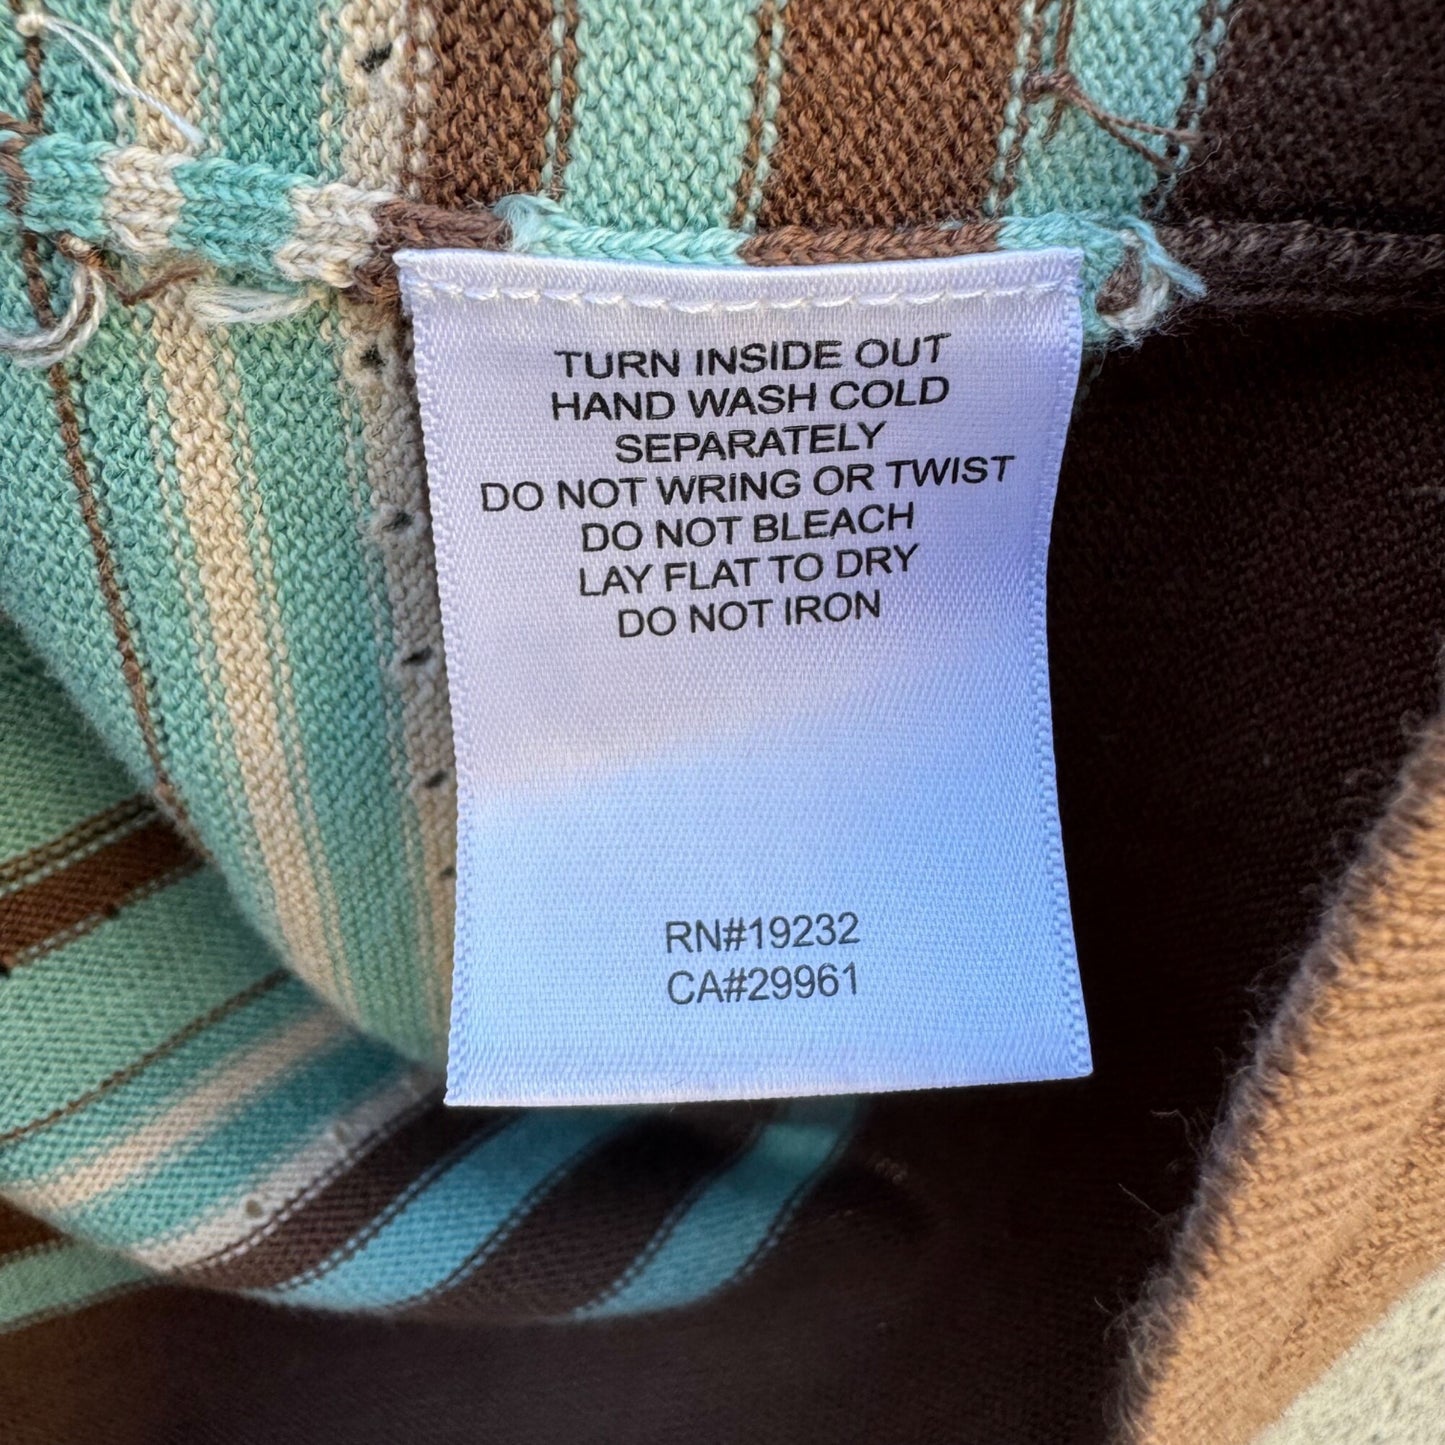 TURN INSIDE OUT
HAND WASH COLD
SEPARATELY
DO NOT WRING OR TWIST
DO NOT BLEACH
LAY FLAT TO DRY
DO NOT IRON
RN#19232
CA#29961